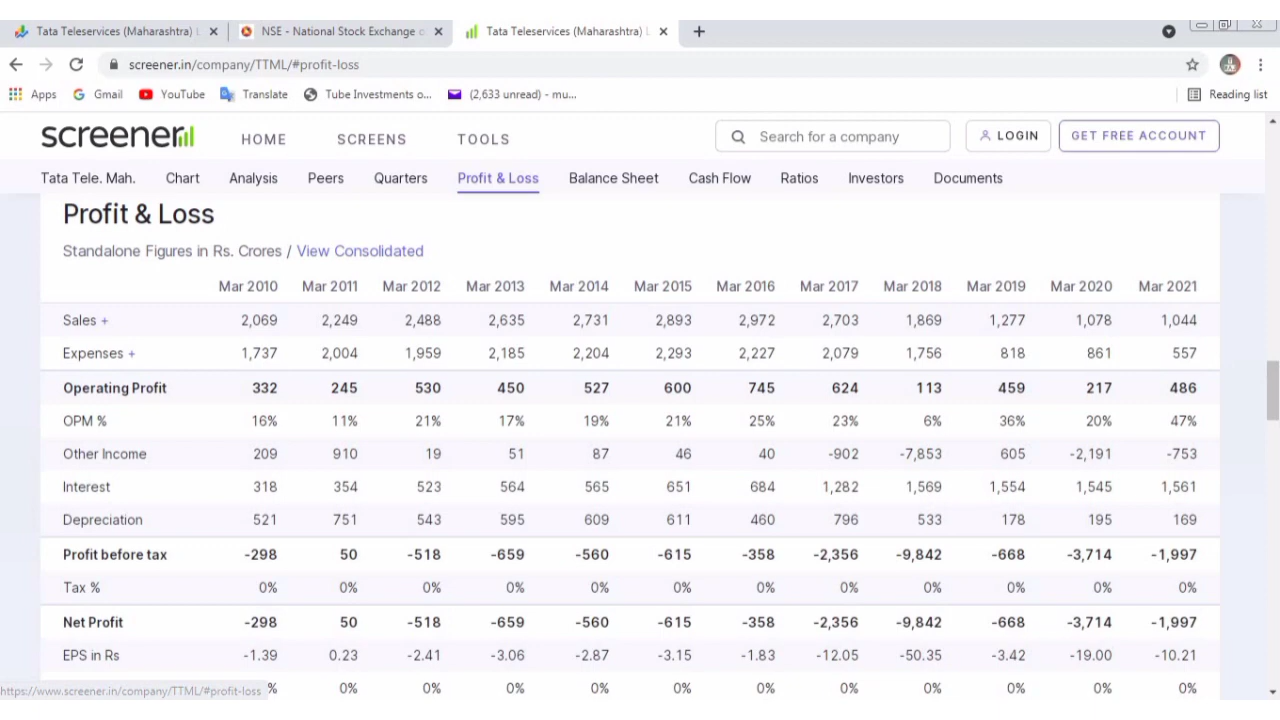 Tata Teleservices (Maharashtra) L
NSE - National Stock Exchange o
Tata Teleservices (Maharashtra) L
screener.in/company/TTML/#profit-loss
Apps Gmail YouTube Translate Tube Investments o... (2,633 unread) - mu... Reading list
screener HOME SCREENS TOOLS Search for a company LOGIN GET FREE ACCOUNT
Tata Tele. Mah. Chart Analysis Peers Quarters Profit & Loss Balance Sheet Cash Flow Ratios Investors Documents
Profit & Loss
Standalone Figures in Rs. Crores / View Consolidated
Mar 2010 Mar 2011 Mar 2012 Mar 2013 Mar 2014 Mar 2015 Mar 2016 Mar 2017 Mar 2018 Mar 2019 Mar 2020 Mar 2021
Sales + 2,069 2,249 2,488 2,635 2,731 2,893 2,972 2,703 1,869 1,277 1,078 1,044
Expenses + 1,737 2,004 1,959 2,185 2,204 2,293 2,227 2,079 1,756 818 861 557
Operating Profit 332 245 530 450 527 600 745 624 113 459 217 486
OPM % 16% 11% 21% 17% 19% 21% 25% 23% 6% 36% 20% 47%
Other Income 209 910 19 51 87 46 40 -902 -7,853 605 -2,191 -753
Interest 318 354 523 564 565 651 684 1,282 1,569 1,554 1,545 1,561
Depreciation 521 751 543 595 609 611 460 796 533 178 195 169
Profit before tax -298 50 -518 -659 -560 -615 -358 -2,356 -9,842 -668 -3,714 -1,997
Tax % 0% 0% 0% 0% 0% 0% 0% 0% 0% 0% 0% 0%
Net Profit -298 50 -518 -659 -560 -615 -358 -2,356 -9,842 -668 -3,714 -1,997
EPS in Rs -1.39 0.23 -2.41 -3.06 -2.87 -3.15 -1.83 -12.05 -50.35 -3.42 -19.00 -10.21
https://www.screener.in/company/TTML/#profit-loss % 0% 0% 0% 0% 0% 0% 0% 0% 0% 0% 0%